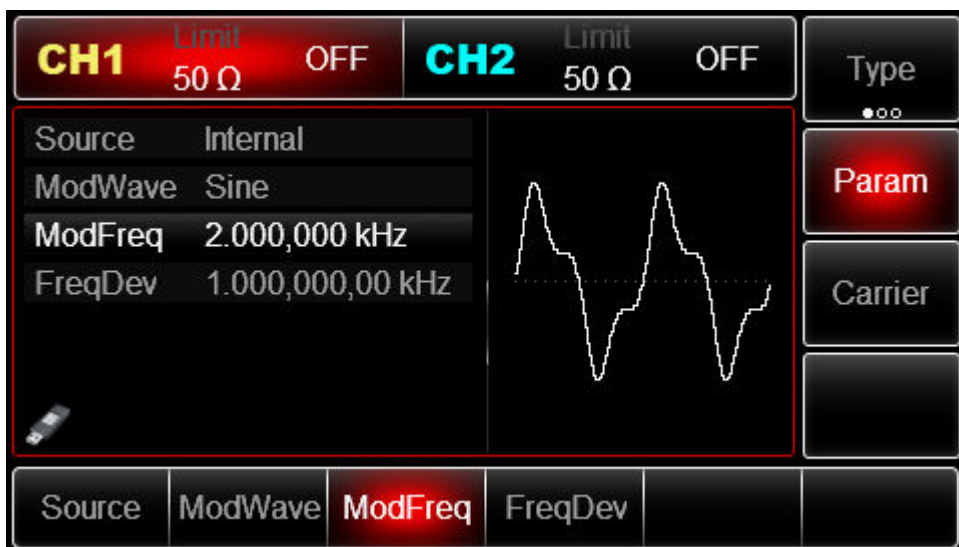 CH1 Limit 50 Ω OFF CH2 Limit 50 Ω OFF
Type
Source Internal
ModWave Sine
Param
ModFreq 2.000,000 kHz
FreqDev 1.000,000,00 kHz
Carrier
Source ModWave ModFreq FreqDev